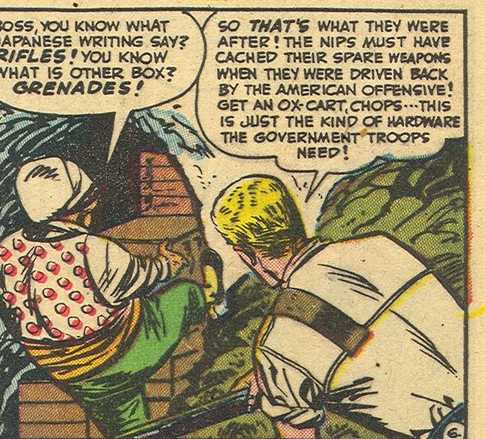 BOSS, YOU KNOW WHAT
JAPANESE WRITING SAY?
RIFLES! YOU KNOW
WHAT IS OTHER BOX?
GRENADES!
SO THAT'S WHAT THEY WERE
AFTER! THE NIPS MUST HAVE
CACHED THEIR SPARE WEAPONS
WHEN THEY WERE DRIVEN BACK
BY THE AMERICAN OFFENSIVE!
GET AN OX-CART, CHOPS---THIS
IS JUST THE KIND OF HARDWARE
THE GOVERNMENT TROOPS
NEED!
6